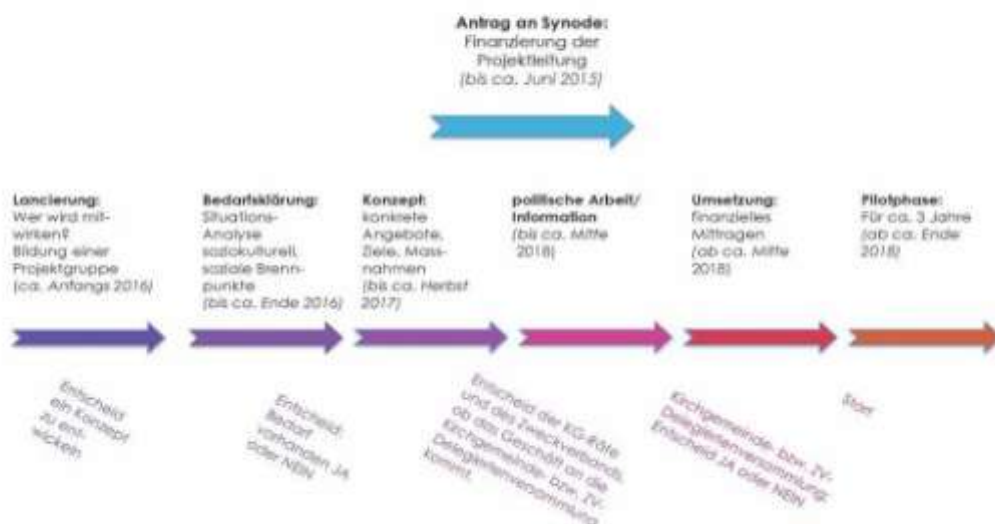 Antrag an Synode:
Finanzierung der
Projektleitung
(bis ca. Juni 2015)
Lancierung:
Wer wird mit-
wirken?
Bildung einer
Projektgruppe
(ca. Anfangs 2016)
Bedarfsklärung:
Situations-
Analyse
soziokulturell,
soziale Brenn-
punkte
(bis ca. Ende 2016)
Konzept:
konkrete
Angebote,
Ziele, Mass-
nahmen
(bis ca. Herbst
2017)
politische Arbeit/
Information
(bis ca. Mitte
2018)
Umsetzung:
finanzielles
Mittragen
(ab ca. Mitte
2018)
Pilotphase:
Für ca. 3 Jahre
(ab ca. Ende
2018)
Entscheid
ein Konzept
zu ent-
wickeln
Entscheid:
Bedarf
vorhanden JA
oder NEIN
Entscheid der KG-Räte
und des Zweckverbands,
ob das Geschäft an die
Kirchgemeinde- bzw. ZV-
Delegiertenversammlung
kommt.
Kirchgemeinde- bzw. ZV-
Delegiertenversammlung:
Entscheid JA oder NEIN
Start